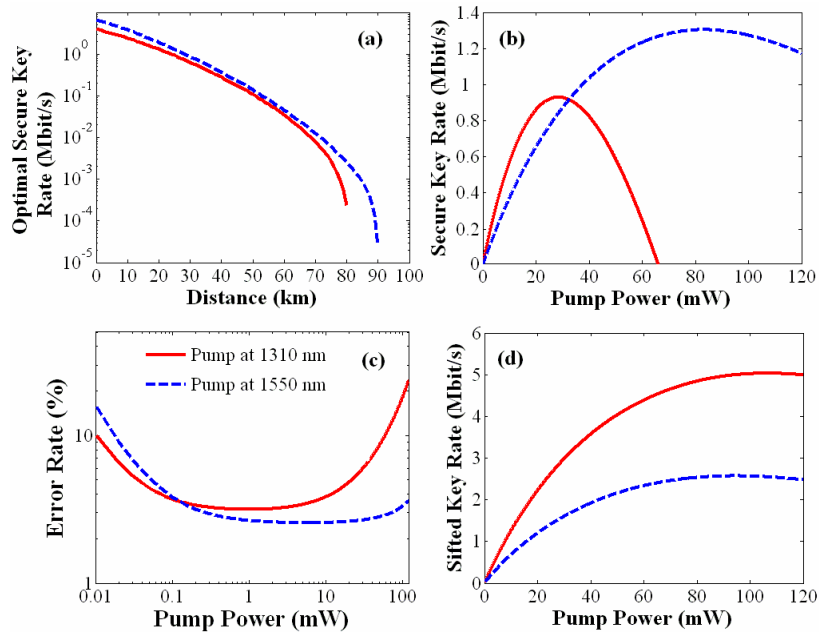 (a)
Optimal Secure Key
Rate (Mbit/s)
10^0
10^-1
10^-2
10^-3
10^-4
10^-5
0 10 20 30 40 50 60 70 80 90 100
Distance (km)
(b)
Secure Key Rate (Mbit/s)
1.4
1.2
1
0.8
0.6
0.4
0.2
0
0 20 40 60 80 100 120
Pump Power (mW)
(c)
Pump at 1310 nm
Pump at 1550 nm
Error Rate (%)
10
1
0.01 0.1 1 10 100
Pump Power (mW)
(d)
Sifted Key Rate (Mbit/s)
6
5
4
3
2
1
0
0 20 40 60 80 100 120
Pump Power (mW)